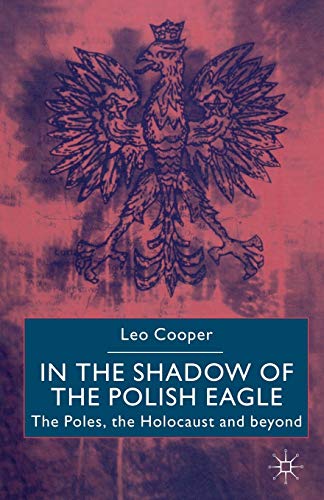 Leo Cooper
IN THE SHADOW OF
THE POLISH EAGLE
The Poles, the Holocaust and beyond